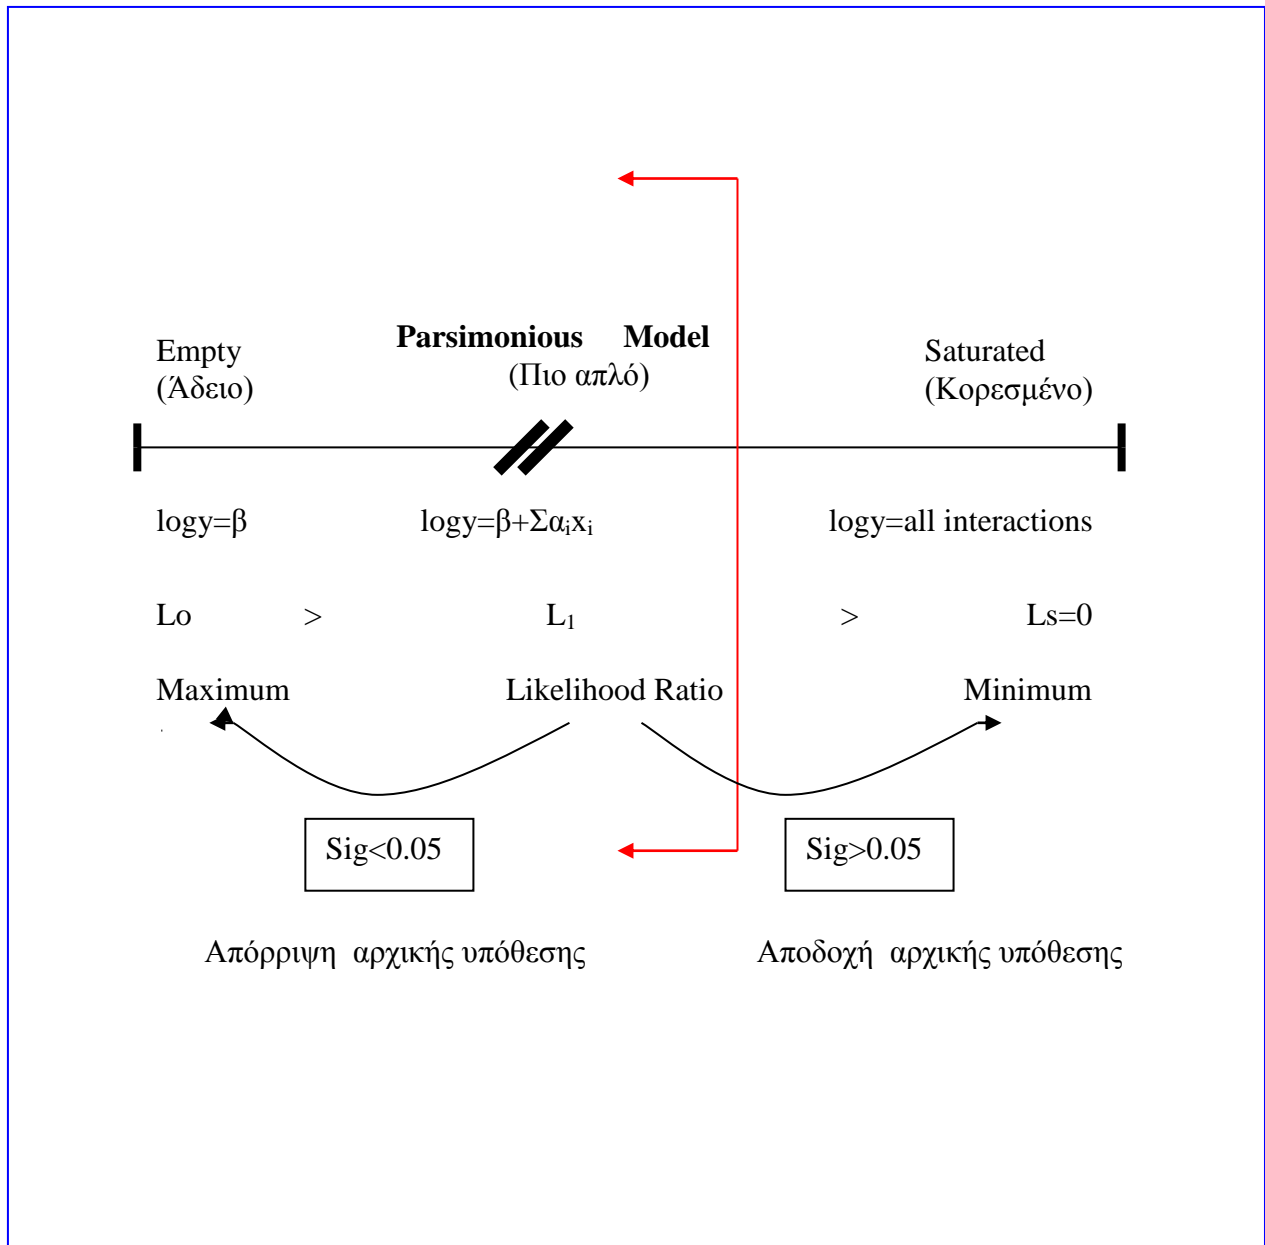 Parsimonious Model
Empty
(Άδειο)
(Πιο απλό)
Saturated
(Κορεσμένο)
logy=β
logy=β+Σαᵢxᵢ
logy=all interactions
Lo > L₁ > Ls=0
Maximum Likelihood Ratio Minimum
Sig<0.05
Sig>0.05
Απόρριψη αρχικής υπόθεσης
Αποδοχή αρχικής υπόθεσης